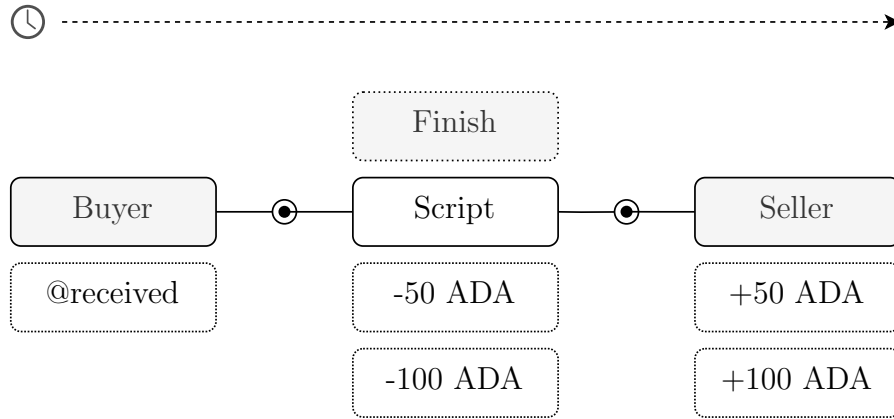 Finish
Buyer
Script
Seller
@received
-50 ADA
+50 ADA
-100 ADA
+100 ADA